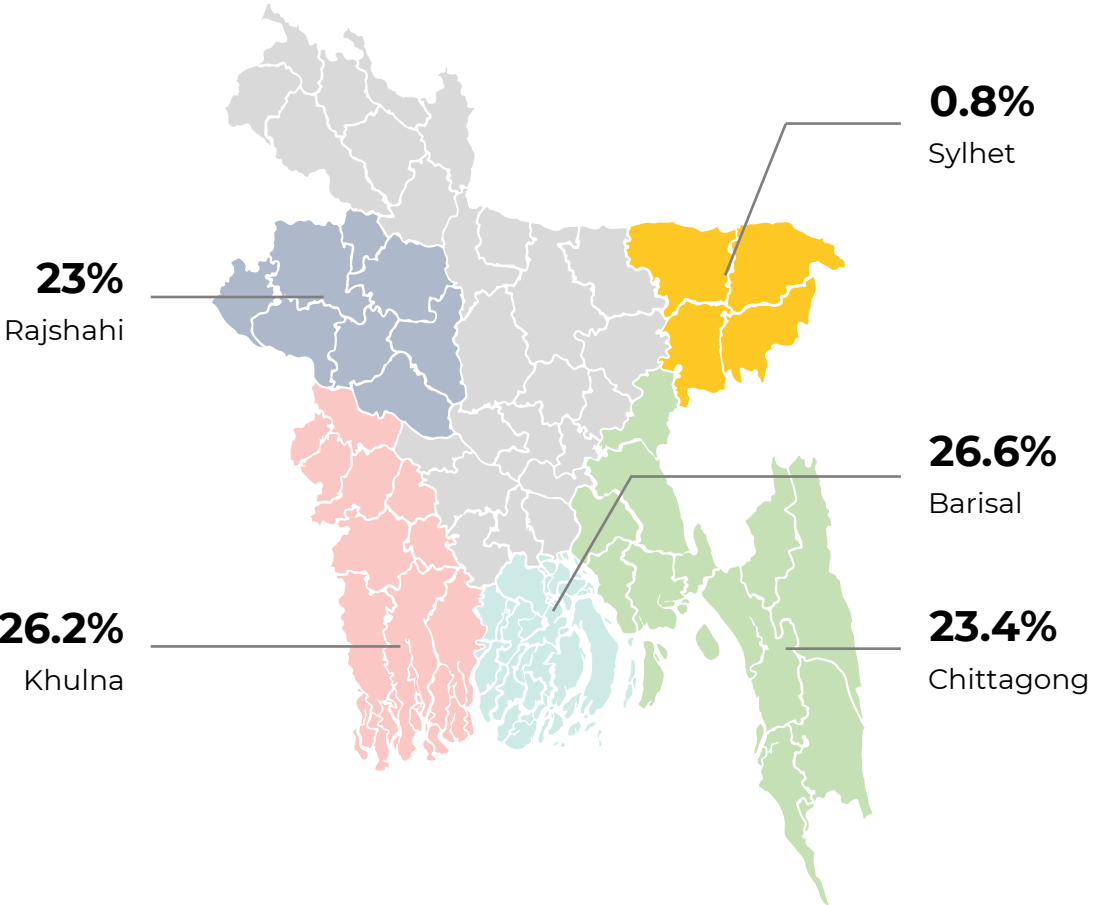 0.8%
Sylhet
23%
Rajshahi
26.6%
Barisal
26.2%
Khulna
23.4%
Chittagong